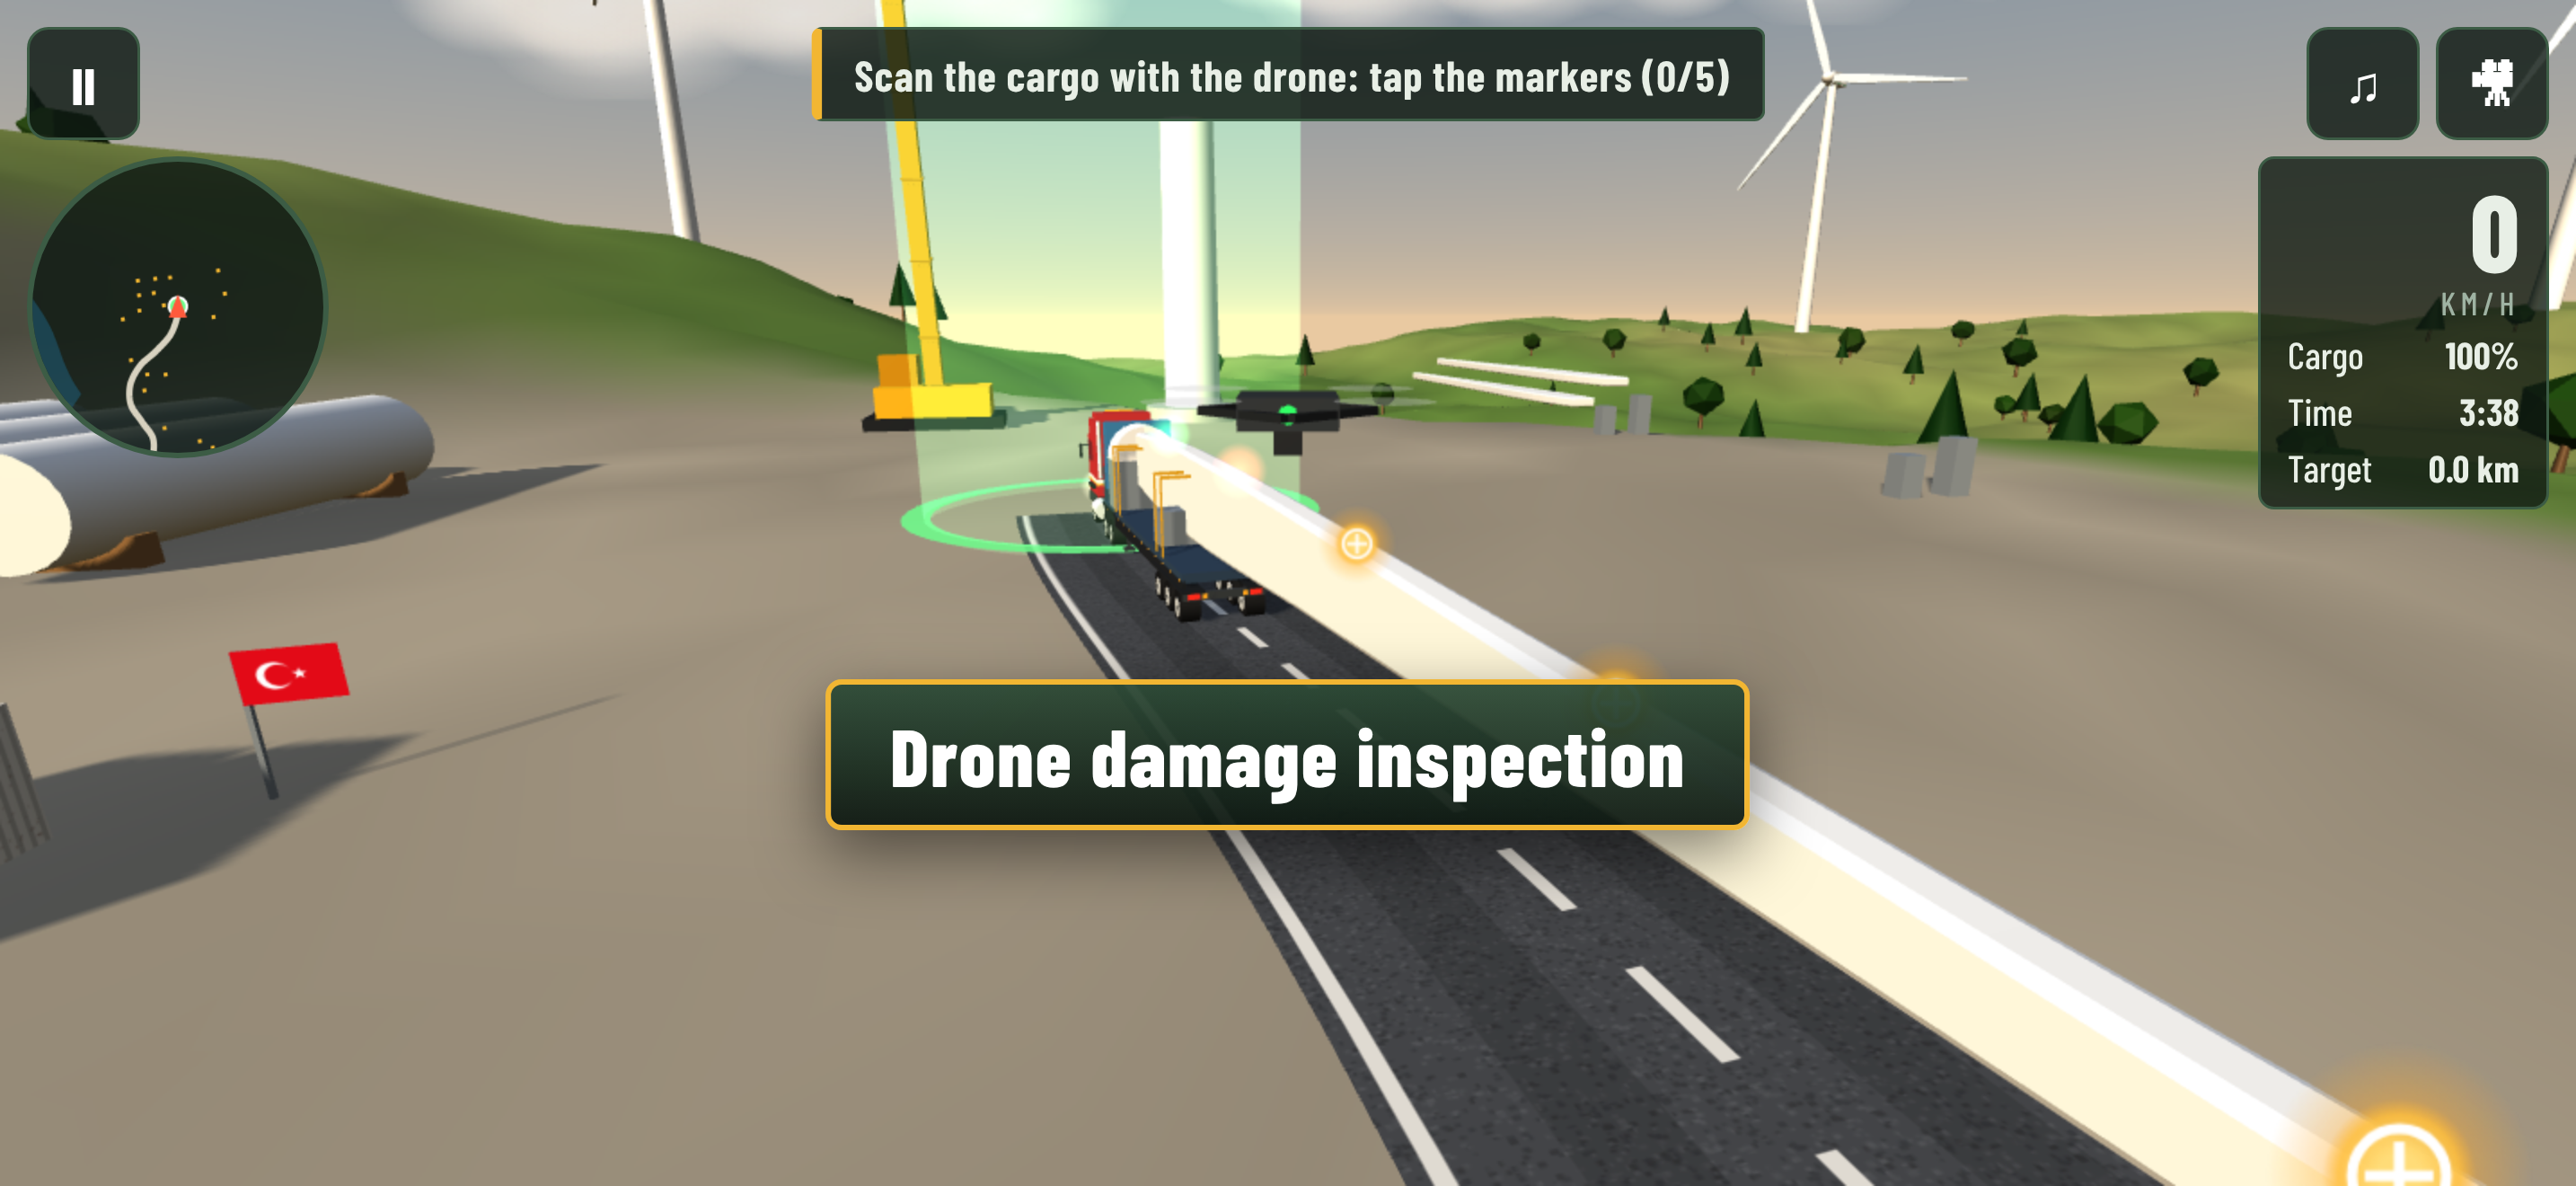 Scan the cargo with the drone: tap the markers (0/5)
0
KM/H
Cargo 100%
Time 3:38
Target 0.0 km
Drone damage inspection